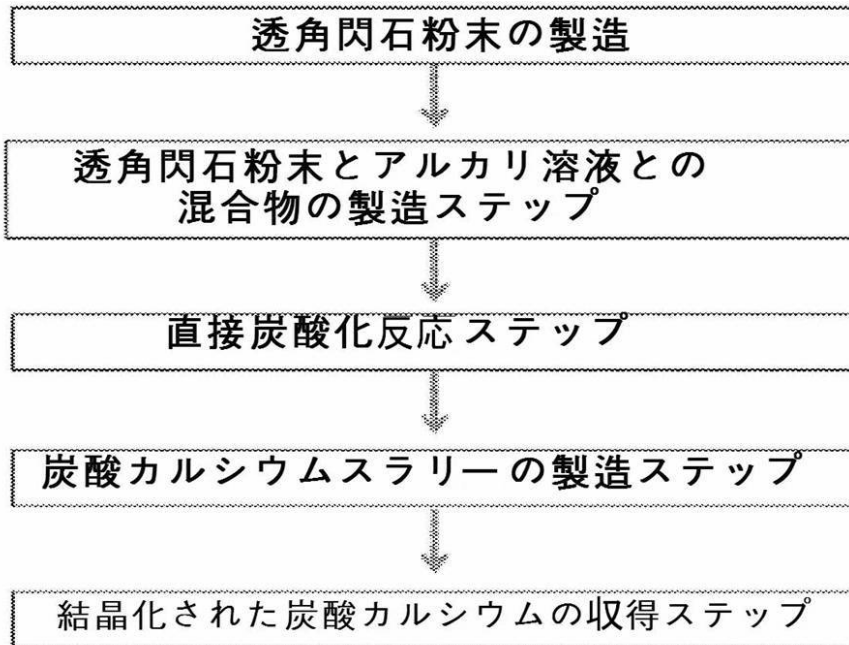 透角閃石粉末の製造
透角閃石粉末とアルカリ溶液との
混合物の製造ステップ
直接炭酸化反応ステップ
炭酸カルシウムスラリーの製造ステップ
結晶化された炭酸カルシウムの収得ステップ